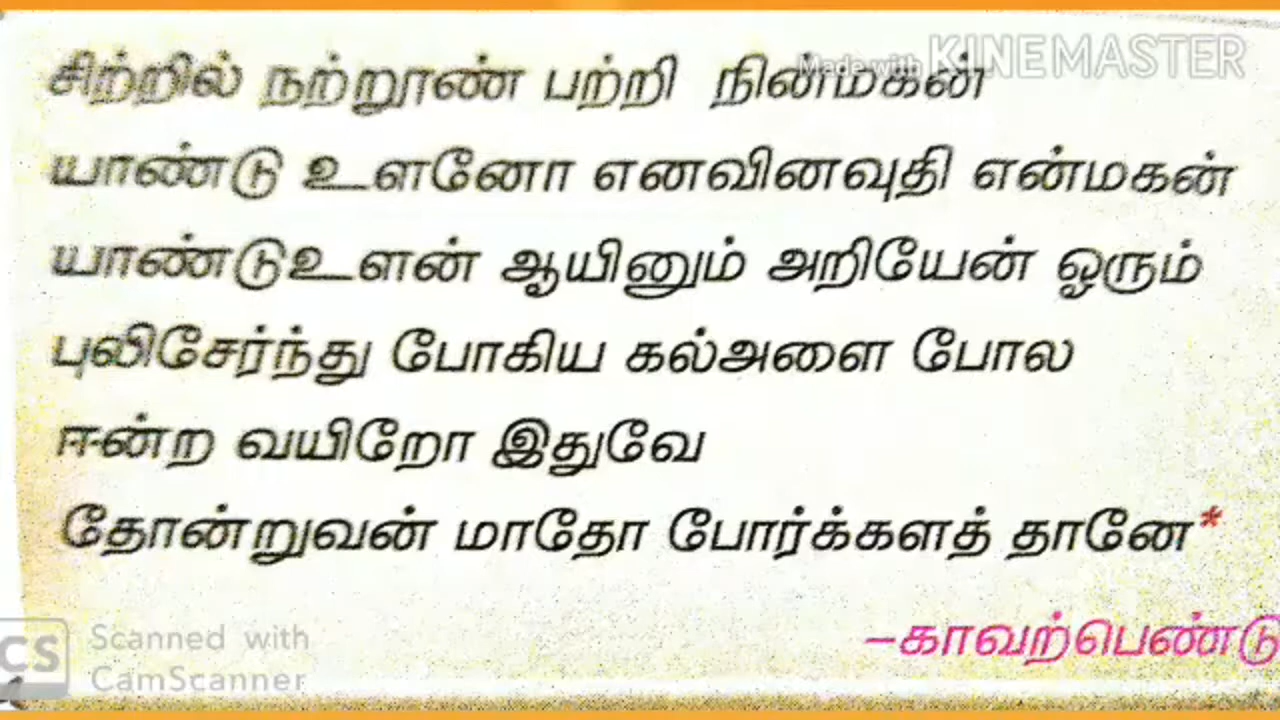 Made with KINEMASTER
சிற்றில் நற்றூண் பற்றி நின்மகன்
யாண்டு உளனோ எனவினவுதி என்மகன்
யாண்டுஉளன் ஆயினும் அறியேன் ஓரும்
புலிசேர்ந்து போகிய கல்அளை போல
ஈன்ற வயிறோ இதுவே
தோன்றுவன் மாதோ போர்க்களத் தானே*
–காவற்பெண்டு
CS Scanned with
CamScanner